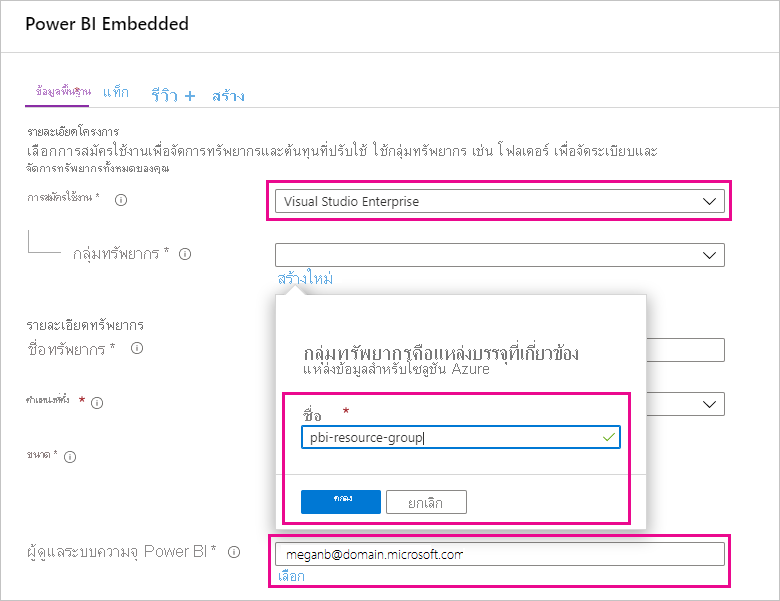 Power BI Embedded
ข้อมูลพื้นฐาน* แท็ก รีวิว + สร้าง
รายละเอียดโครงการ
เลือกการสมัครใช้งานเพื่อจัดการทรัพยากรและต้นทุนที่ปรับใช้ ใช้กลุ่มทรัพยากร เช่น โฟลเดอร์ เพื่อจัดระเบียบและ
จัดการทรัพยากรทั้งหมดของคุณ
การสมัครใช้งาน *
Visual Studio Enterprise
กลุ่มทรัพยากร *
สร้างใหม่
กลุ่มทรัพยากรคือแหล่งบรรจุที่เกี่ยวข้อง
แหล่งข้อมูลสำหรับโซลูชัน Azure
รายละเอียดทรัพยากร
ชื่อทรัพยากร *
ตำแหน่งที่ตั้ง *
ชื่อ *
pbi-resource-group
ขนาด *
ตกลง ยกเลิก
ผู้ดูแลระบบความจุ Power BI *
meganb@domain.microsoft.com
เลือก